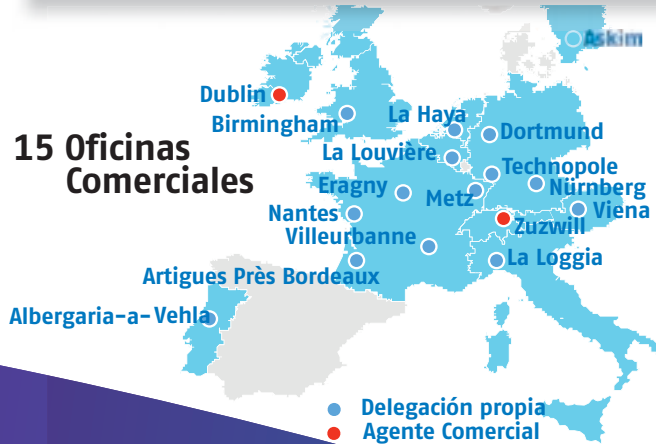 Askim
Dublin
Birmingham
La Haya
Dortmund
15 Oficinas
Comerciales
La Louvière
Technopole
Eragny
Metz
Nürnberg
Nantes
Viena
Zuzwill
Villeurbanne
La Loggia
Artigues Près Bordeaux
Albergaria-a-Vehla
Delegación propia
Agente Comercial